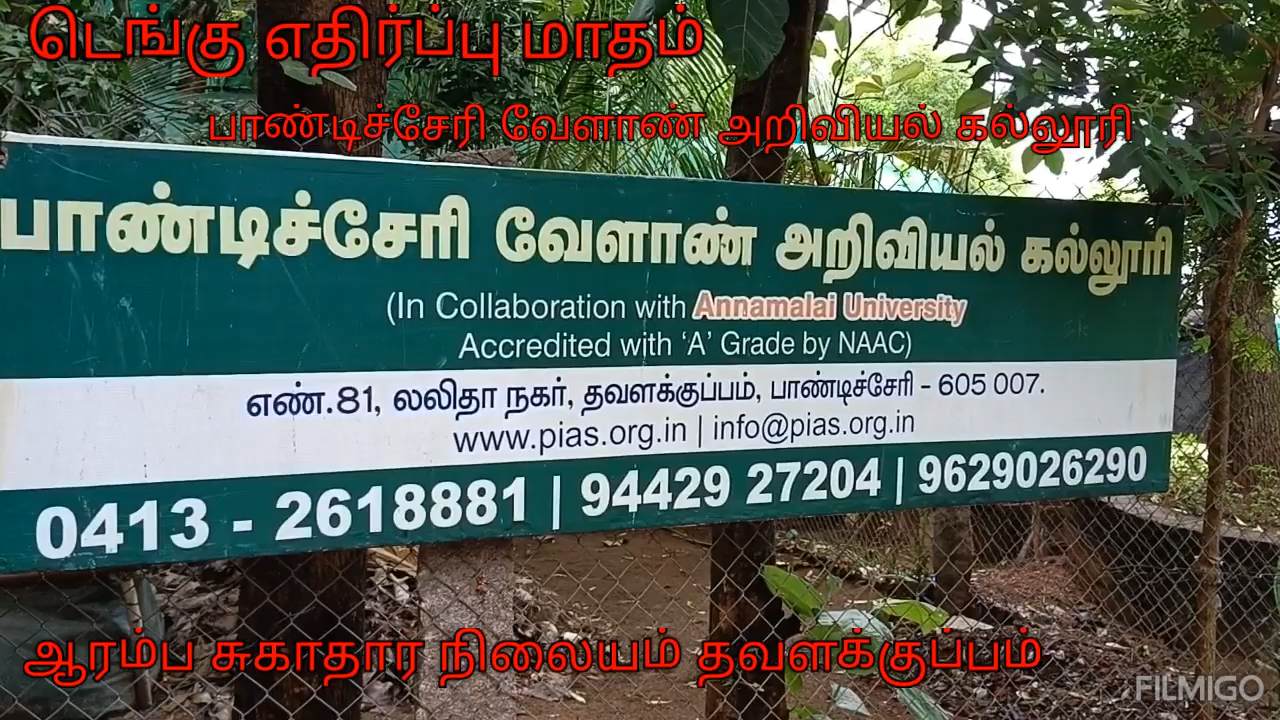 டெங்கு எதிர்ப்பு மாதம்
பாண்டிச்சேரி வேளாண் அறிவியல் கல்லூரி
பாண்டிச்சேரி வேளாண் அறிவியல் கல்லூரி
(In Collaboration with Annamalai University
Accredited with ‘A’ Grade by NAAC)
எண்.81, லலிதா நகர், தவளக்குப்பம், பாண்டிச்சேரி - 605 007.
www.pias.org.in | info@pias.org.in
0413 - 2618881 | 94429 27204 | 9629026290
ஆரம்ப சுகாதார நிலையம் தவளக்குப்பம்
FILMIGO